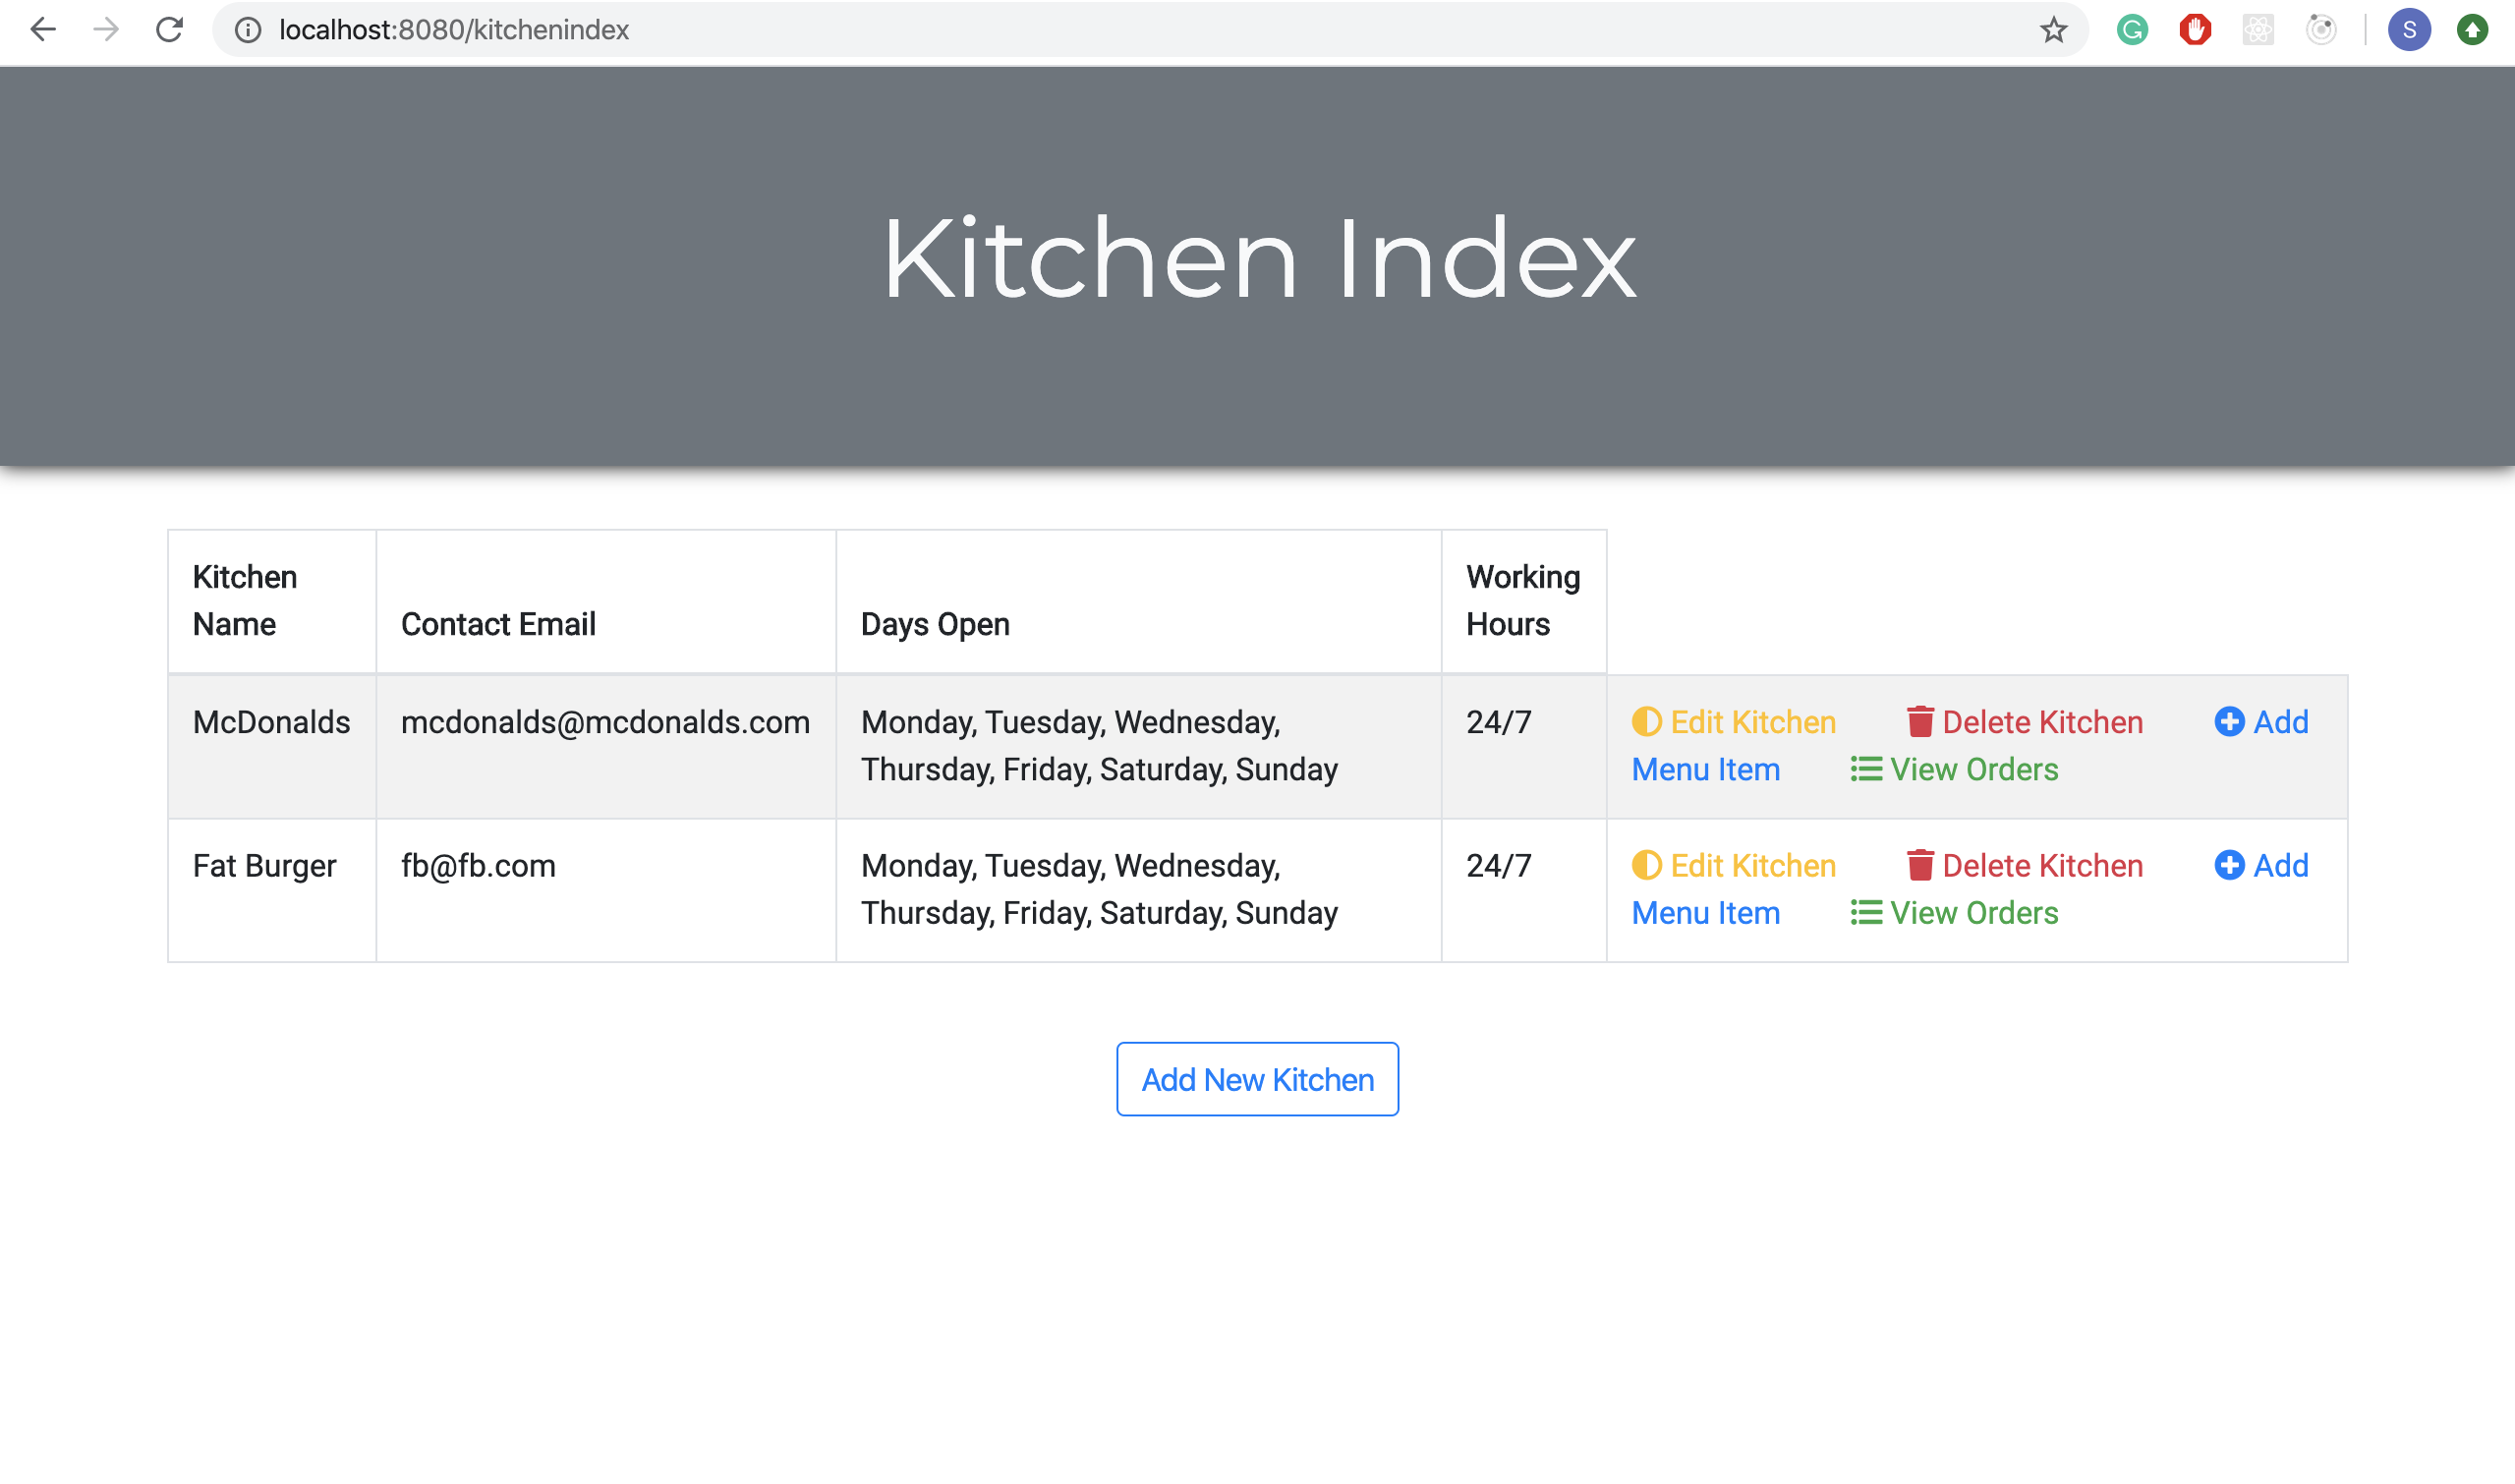 localhost:8080/kitchenindex
S
Kitchen Index
Kitchen
Name
Contact Email
Days Open
Working
Hours
McDonalds
mcdonalds@mcdonalds.com
Monday, Tuesday, Wednesday,
Thursday, Friday, Saturday, Sunday
24/7
Edit Kitchen Delete Kitchen Add
Menu Item View Orders
Fat Burger
fb@fb.com
Monday, Tuesday, Wednesday,
Thursday, Friday, Saturday, Sunday
24/7
Edit Kitchen Delete Kitchen Add
Menu Item View Orders
Add New Kitchen